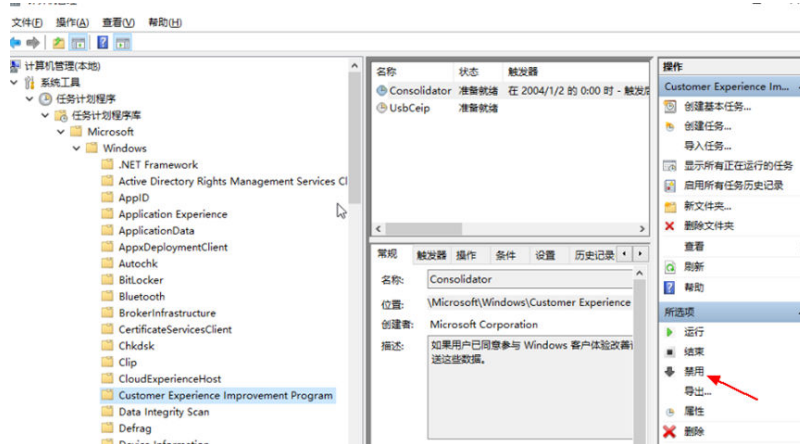 文件(F) 操作(A) 查看(V) 帮助(H)
计算机管理(本地)
系统工具
任务计划程序
任务计划程序库
Microsoft
Windows
.NET Framework
Active Directory Rights Management Services Cl
AppID
Application Experience
ApplicationData
AppxDeploymentClient
Autochk
BitLocker
Bluetooth
BrokerInfrastructure
CertificateServicesClient
Chkdsk
Clip
CloudExperienceHost
Customer Experience Improvement Program
Data Integrity Scan
Defrag
Device Information
名称 状态 触发器
Consolidator 准备就绪 在 2004/1/2 的 0:00 时 - 触发后
UsbCeip 准备就绪
常规 触发器 操作 条件 设置 历史记录
名称: Consolidator
位置: \Microsoft\Windows\Customer Experience
创建者: Microsoft Corporation
描述: 如果用户已同意参与 Windows 客户体验改善计
送这些数据。
操作
Customer Experience Im...
创建基本任务...
创建任务...
导入任务...
显示所有正在运行的任务
启用所有任务历史记录
新文件夹...
删除文件夹
查看
刷新
帮助
所选项
运行
结束
禁用
导出...
属性
删除